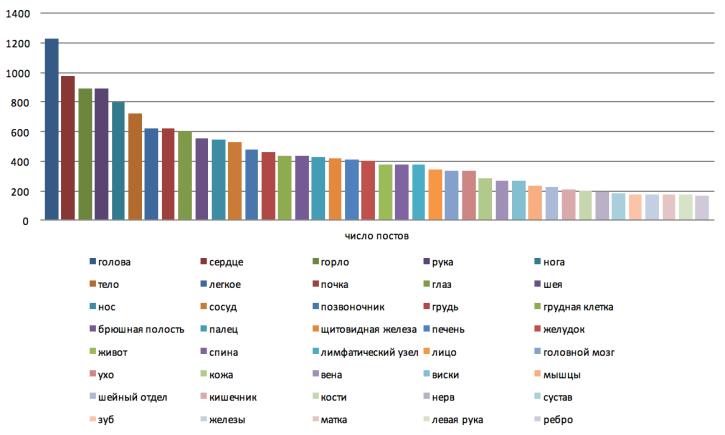 1400
1200
1000
800
600
400
200
0
число постов
голова сердце горло рука нога
тело легкое почка глаз шея
нос сосуд позвоночник грудь грудная клетка
брюшная полость палец щитовидная железа печень желудок
живот спина лимфатический узел лицо головной мозг
ухо кожа вена виски мышцы
шейный отдел кишечник кости нерв сустав
зуб железы матка левая рука ребро